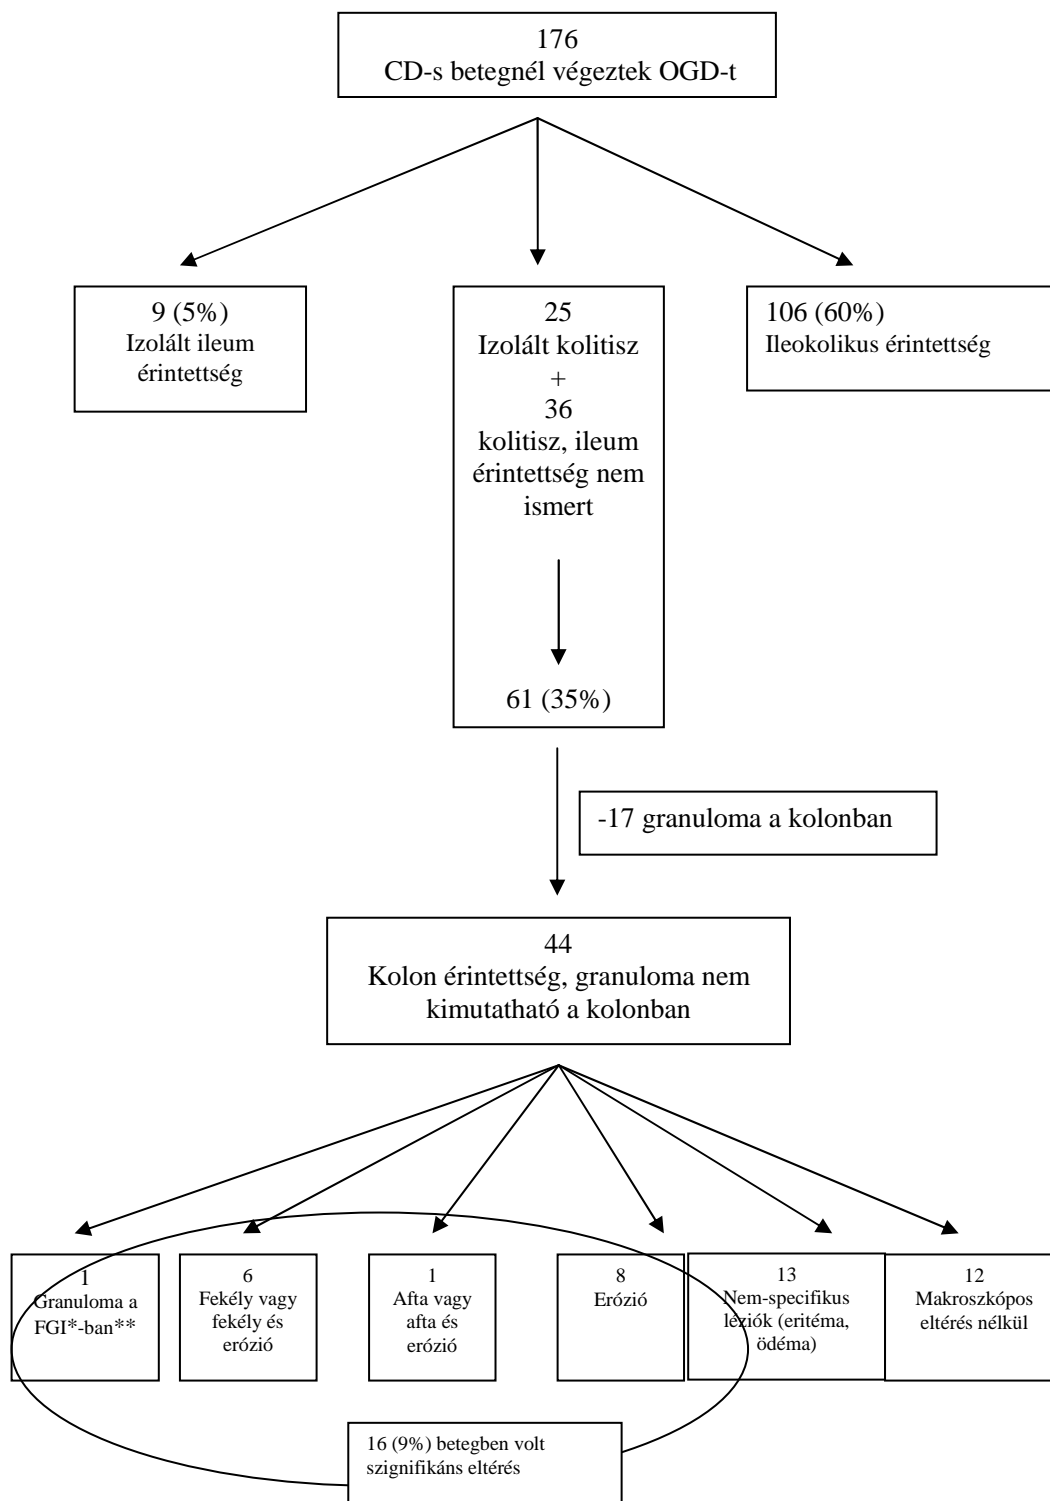 176
CD-s betegnél végeztek OGD-t
9 (5%)
Izolált ileum
érintettség
25
Izolált kolitisz
+
36
kolitisz, ileum
érintettség nem
ismert
61 (35%)
106 (60%)
Ileokolikus érintettség
-17 granuloma a kolonban
44
Kolon érintettség, granuloma nem
kimutatható a kolonban
1
Granuloma a
FGI*-ban**
6
Fekély vagy
fekély és
erózió
1
Afta vagy
afta és
erózió
8
Erózió
13
Nem-specifikus
léziók (eritéma,
ödéma)
12
Makroszkópos
eltérés nélkül
16 (9%) betegben volt
szignifikáns eltérés